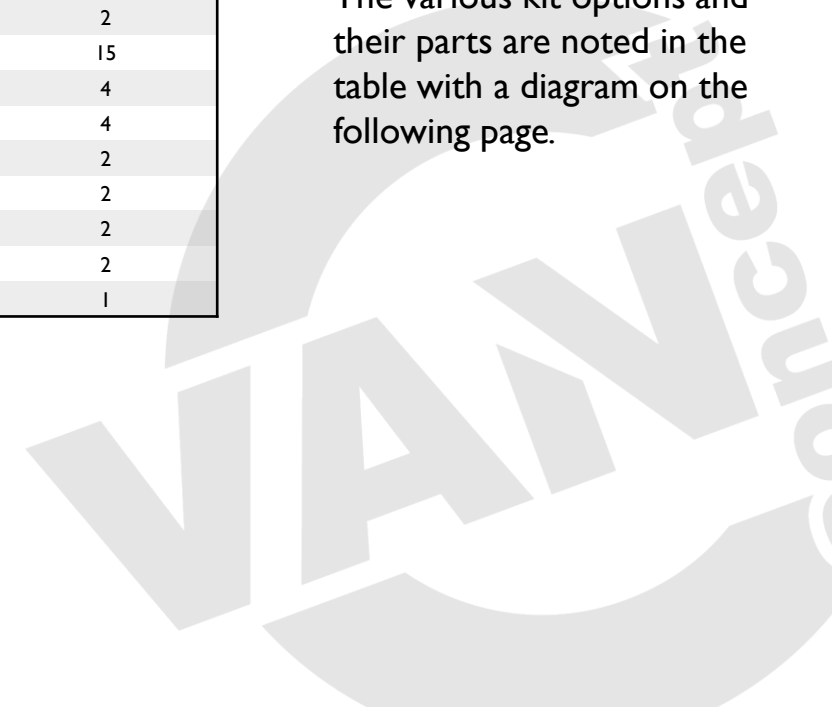 2
15
4
4
2
2
2
2
1
The various kit options and
their parts are noted in the
table with a diagram on the
following page.
VAN
concept